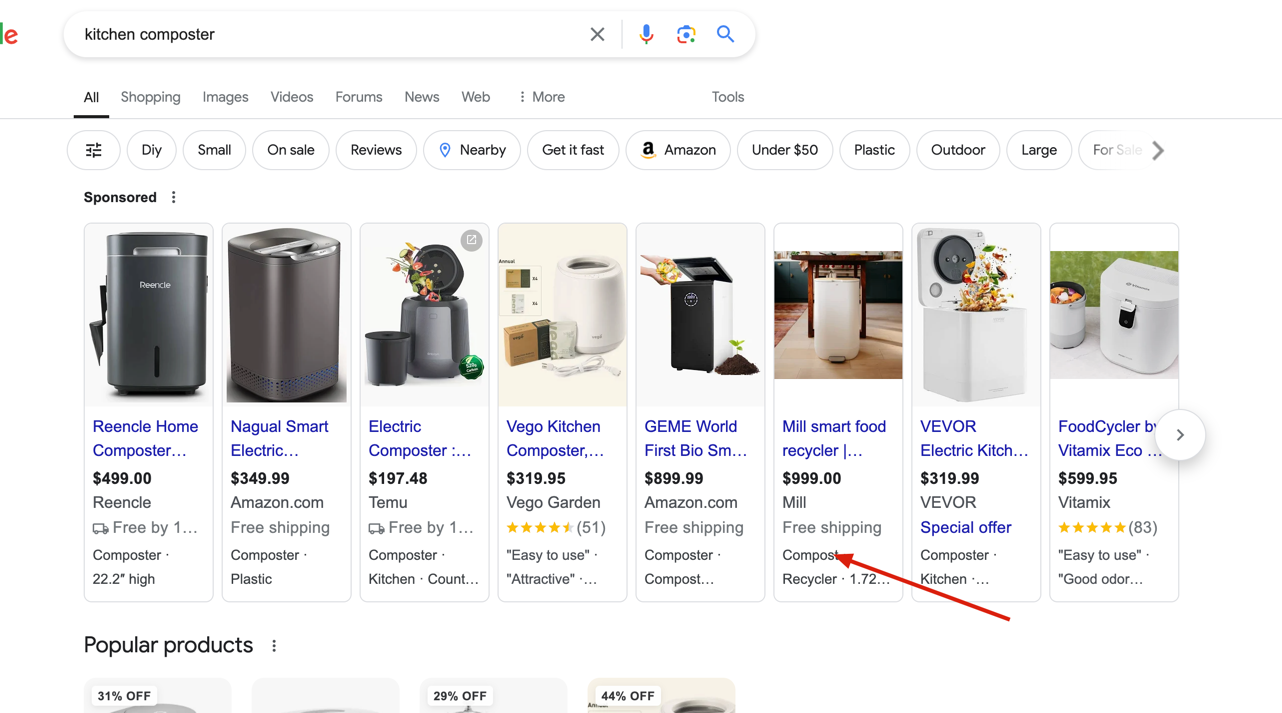 le
kitchen composter
All Shopping Images Videos Forums News Web More Tools
Diy Small On sale Reviews Nearby Get it fast Amazon Under $50 Plastic Outdoor Large For Sale
Sponsored
Reencle
Annual
X4
X4
Reencle Home
Composter...
$499.00
Reencle
Free by 1...
Composter ·
22.2″ high
Nagual Smart
Electric...
$349.99
Amazon.com
Free shipping
Composter ·
Plastic
Electric
Composter :...
$197.48
Temu
Free by 1...
Composter ·
Kitchen · Count...
Vego Kitchen
Composter,...
$319.95
Vego Garden
(51)
"Easy to use" ·
"Attractive" ·...
GEME World
First Bio Sm...
$899.99
Amazon.com
Free shipping
Composter ·
Compost...
Mill smart food
recycler |...
$999.00
Mill
Free shipping
Compost
Recycler · 1.72...
VEVOR
Electric Kitch...
$319.99
VEVOR
Special offer
Composter ·
Kitchen ·...
FoodCycler by
Vitamix Eco ...
$599.95
Vitamix
(83)
"Easy to use" ·
"Good odor...
Popular products
31% OFF 29% OFF 44% OFF
Annual